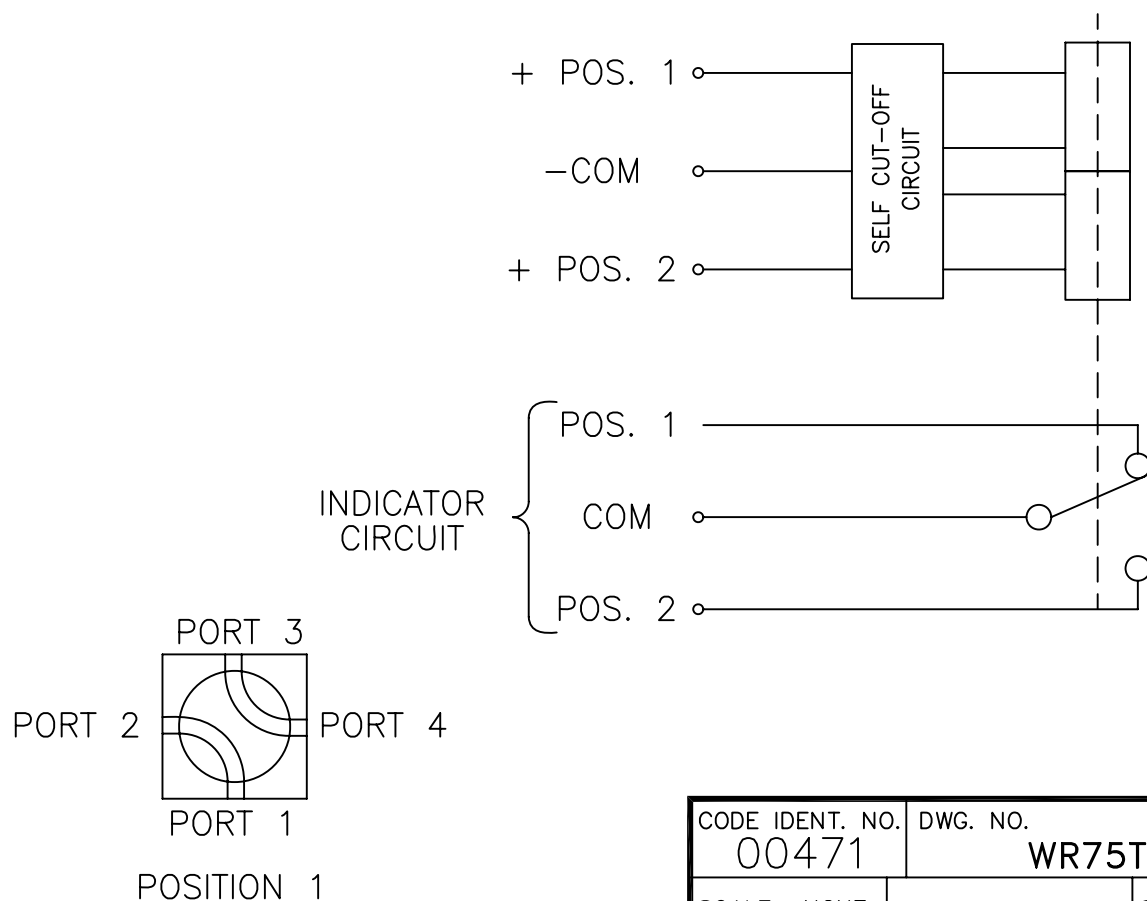 + POS. 1
-COM
+ POS. 2
SELF CUT-OFF
CIRCUIT
POS. 1
INDICATOR
CIRCUIT
COM
POS. 2
PORT 3
PORT 2
PORT 4
PORT 1
POSITION 1
CODE IDENT. NO.
00471
DWG. NO.
WR75T